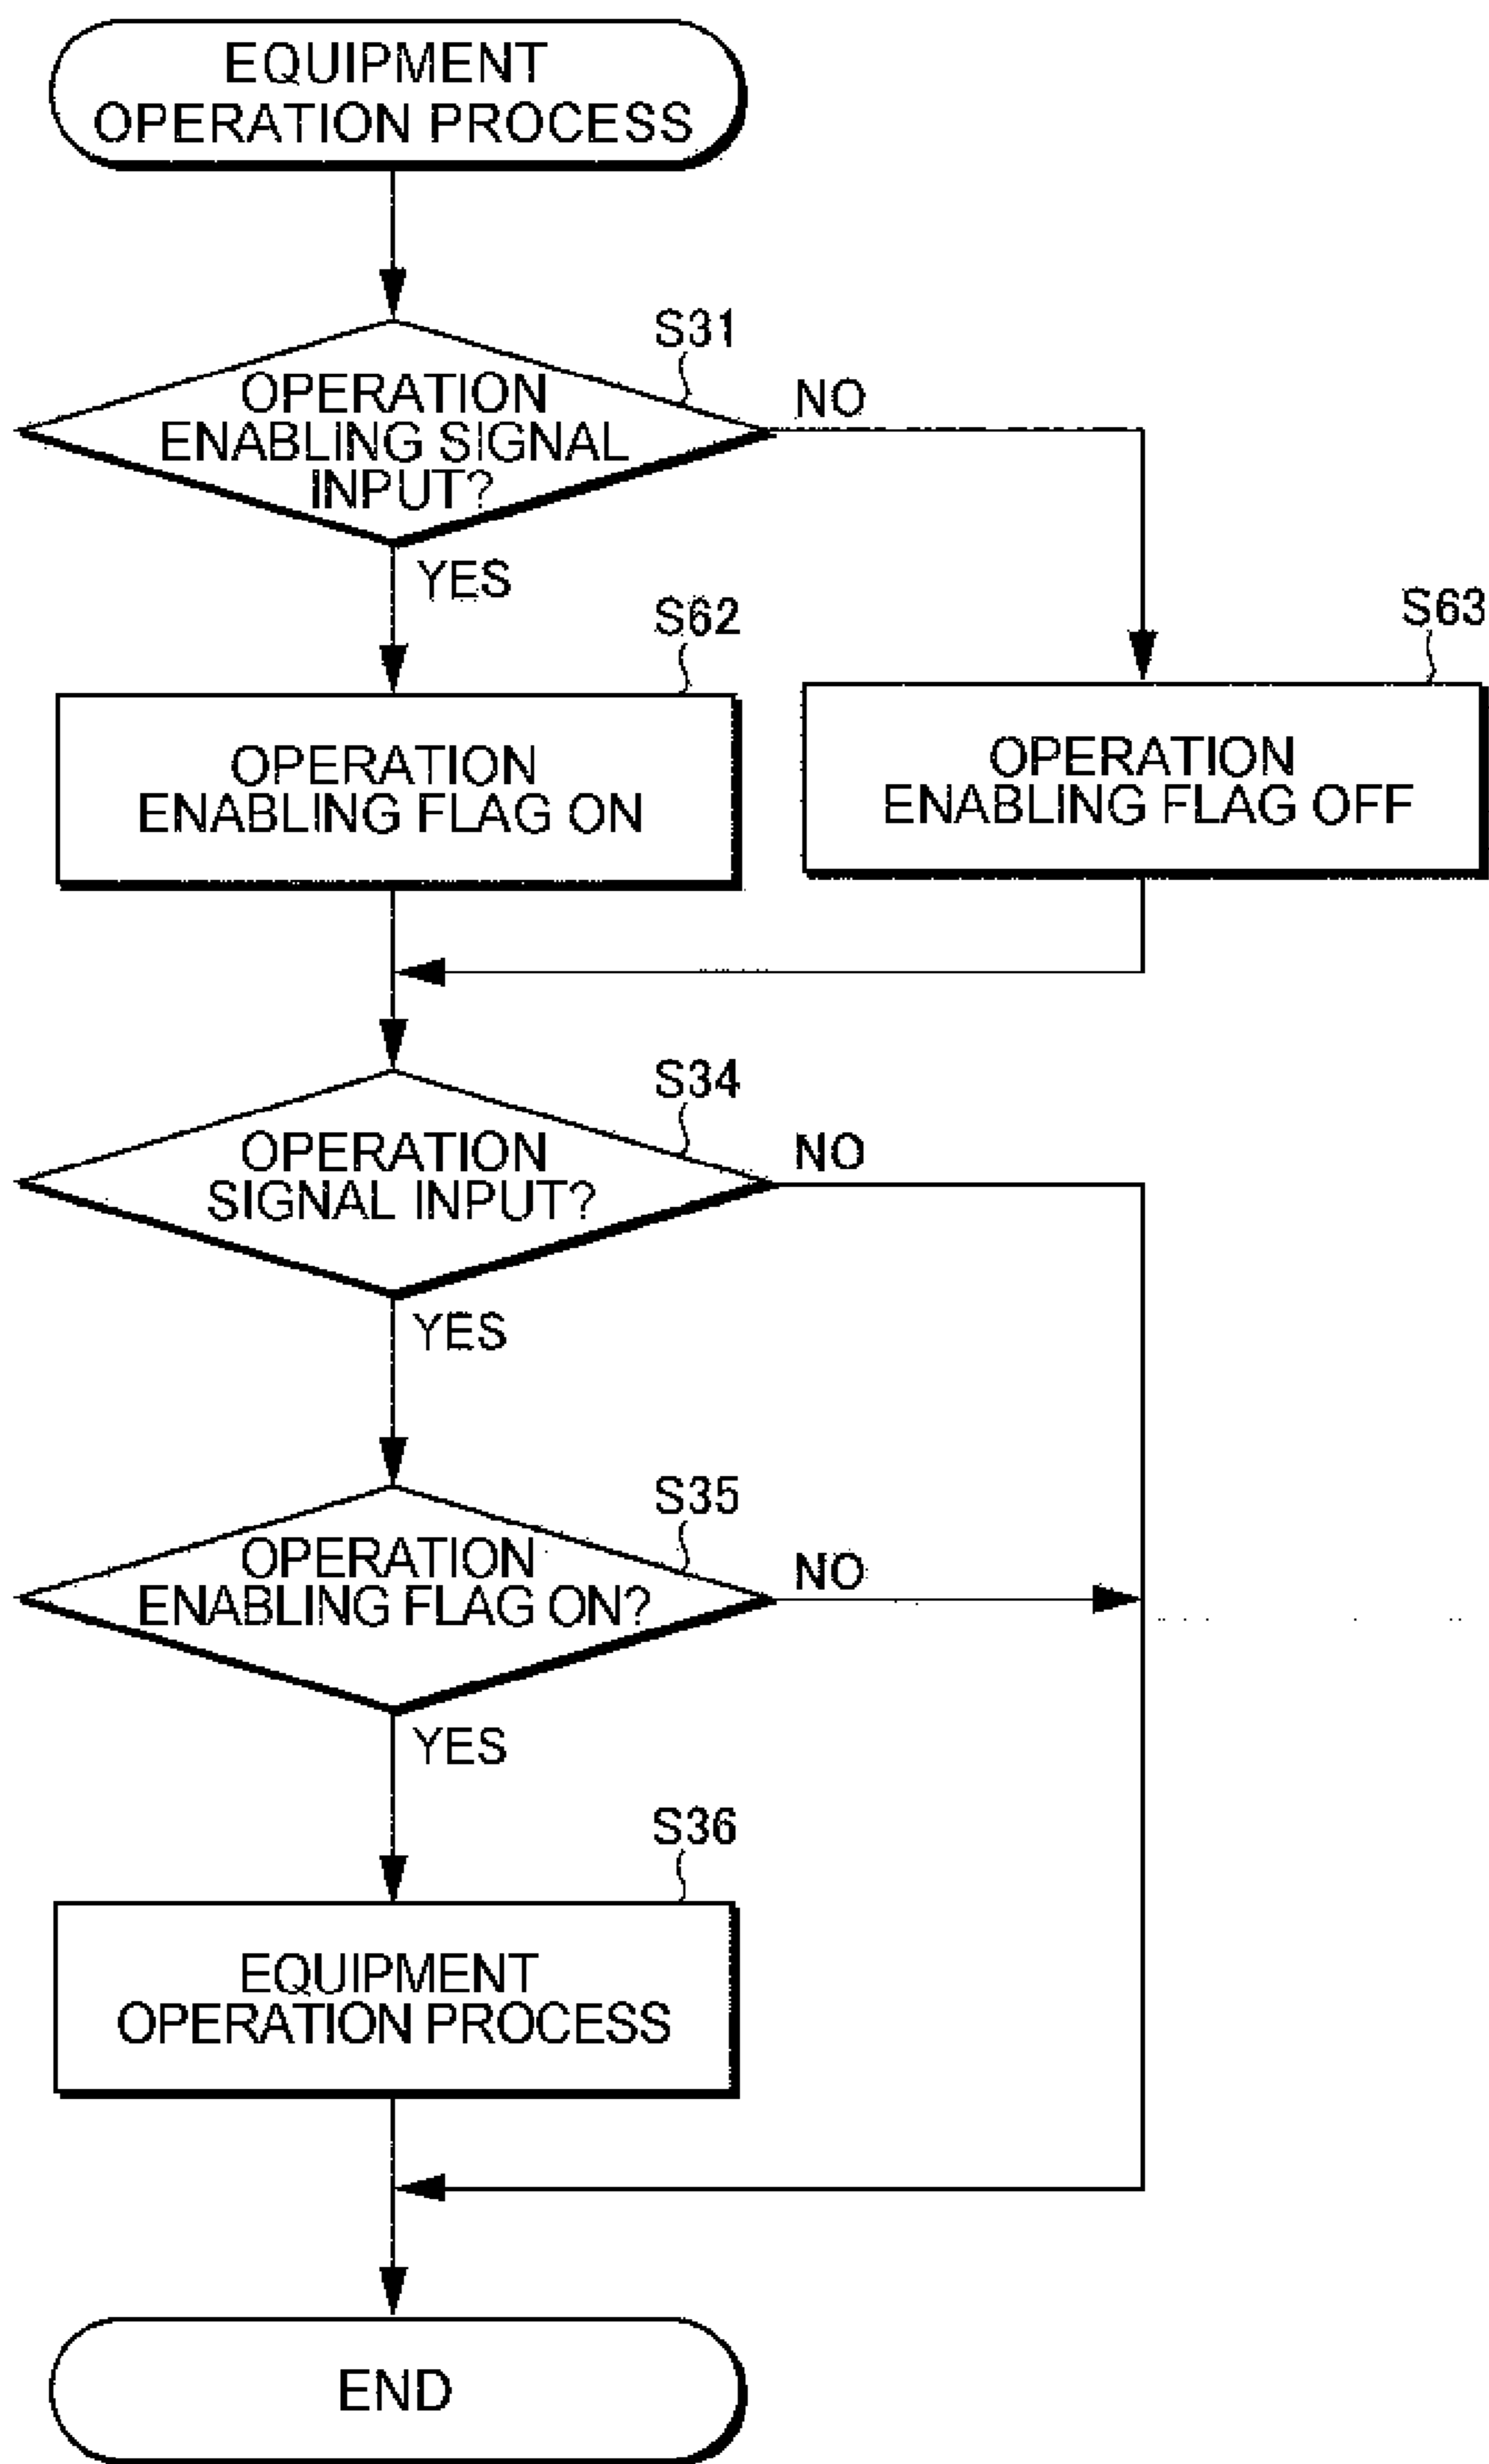 EQUIPMENT
OPERATION PROCESS
S31
OPERATION
ENABLING SIGNAL
INPUT?
NO
YES
S62
OPERATION
ENABLING FLAG ON
S63
OPERATION
ENABLING FLAG OFF
S34
OPERATION
SIGNAL INPUT?
NO
YES
S35
OPERATION
ENABLING FLAG ON?
NO
YES
S36
EQUIPMENT
OPERATION PROCESS
END